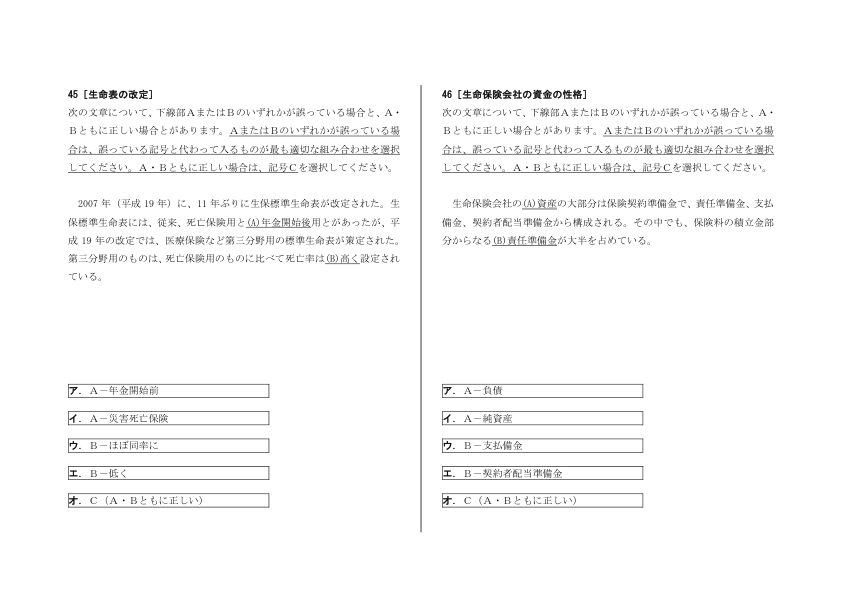 45［生命表の改定］
次の文章について、下線部ＡまたはＢのいずれかが誤っている場合と、Ａ・
Ｂともに正しい場合とがあります。ＡまたはＢのいずれかが誤っている場
合は、誤っている記号と代わって入るものが最も適切な組み合わせを選択
してください。Ａ・Ｂともに正しい場合は、記号Ｃを選択してください。
2007 年（平成 19 年）に、11 年ぶりに生保標準生命表が改定された。生
保標準生命表には、従来、死亡保険用と(A)年金開始後用とがあったが、平
成 19 年の改定では、医療保険など第三分野用の標準生命表が策定された。
第三分野用のものは、死亡保険用のものに比べて死亡率は(B)高く設定され
ている。
ア．Ａ－年金開始前
イ．Ａ－災害死亡保険
ウ．Ｂ－ほぼ同率に
エ．Ｂ－低く
オ．Ｃ（Ａ・Ｂともに正しい）
46［生命保険会社の資金の性格］
次の文章について、下線部ＡまたはＢのいずれかが誤っている場合と、Ａ・
Ｂともに正しい場合とがあります。ＡまたはＢのいずれかが誤っている場
合は、誤っている記号と代わって入るものが最も適切な組み合わせを選択
してください。Ａ・Ｂともに正しい場合は、記号Ｃを選択してください。
生命保険会社の(A)資産の大部分は保険契約準備金で、責任準備金、支払
備金、契約者配当準備金から構成される。その中でも、保険料の積立金部
分からなる(B)責任準備金が大半を占めている。
ア．Ａ－負債
イ．Ａ－純資産
ウ．Ｂ－支払備金
エ．Ｂ－契約者配当準備金
オ．Ｃ（Ａ・Ｂともに正しい）